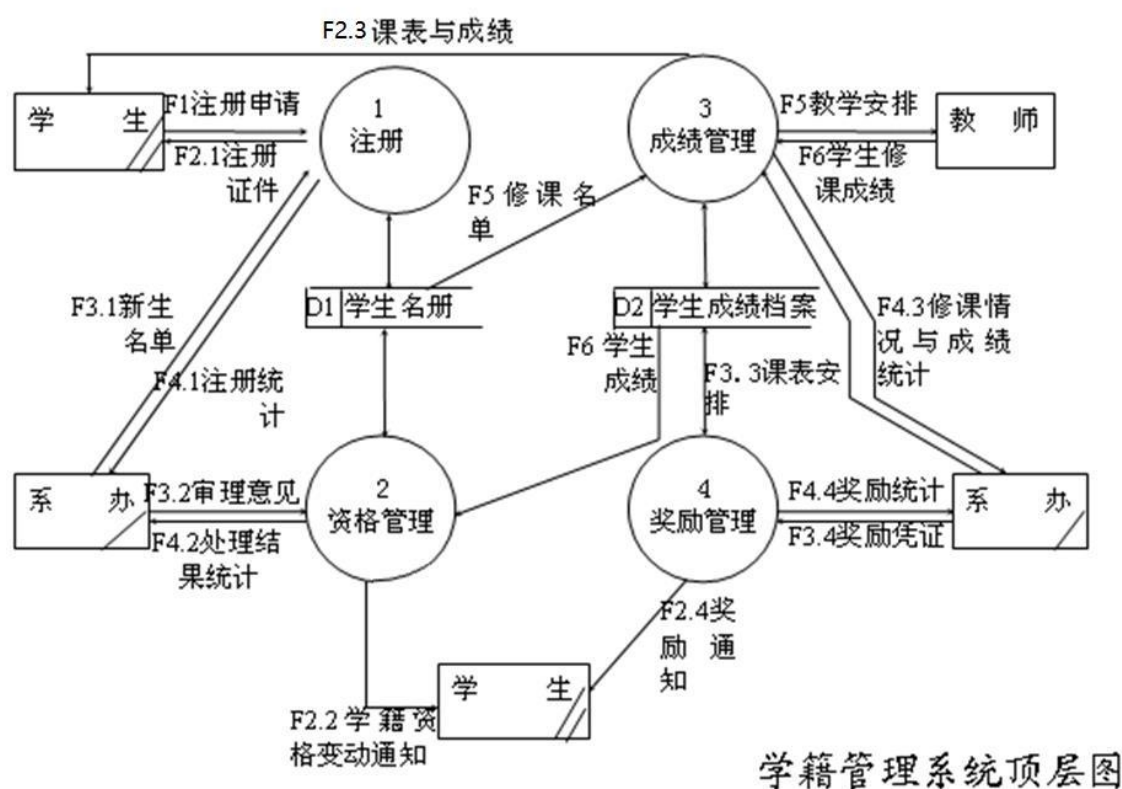 F2.3课表与成绩
学 生
F1注册申请
F2.1注册
证件
1
注册
3
成绩管理
F5教学安排
F6学生修
课成绩
教 师
F5修课名
单
F3.1新生
名单
F4.1注册统
计
D1 学生名册
D2 学生成绩档案
F6 学生
成绩
F3.3课表安
排
F4.3修课情
况与成绩
统计
系 办
F3.2审理意见
F4.2处理结
果统计
2
资格管理
4
奖励管理
F4.4奖励统计
F3.4奖励凭证
系 办
F2.4奖
励 通
知
学 生
F2.2学籍资
格变动通知
学籍管理系统顶层图